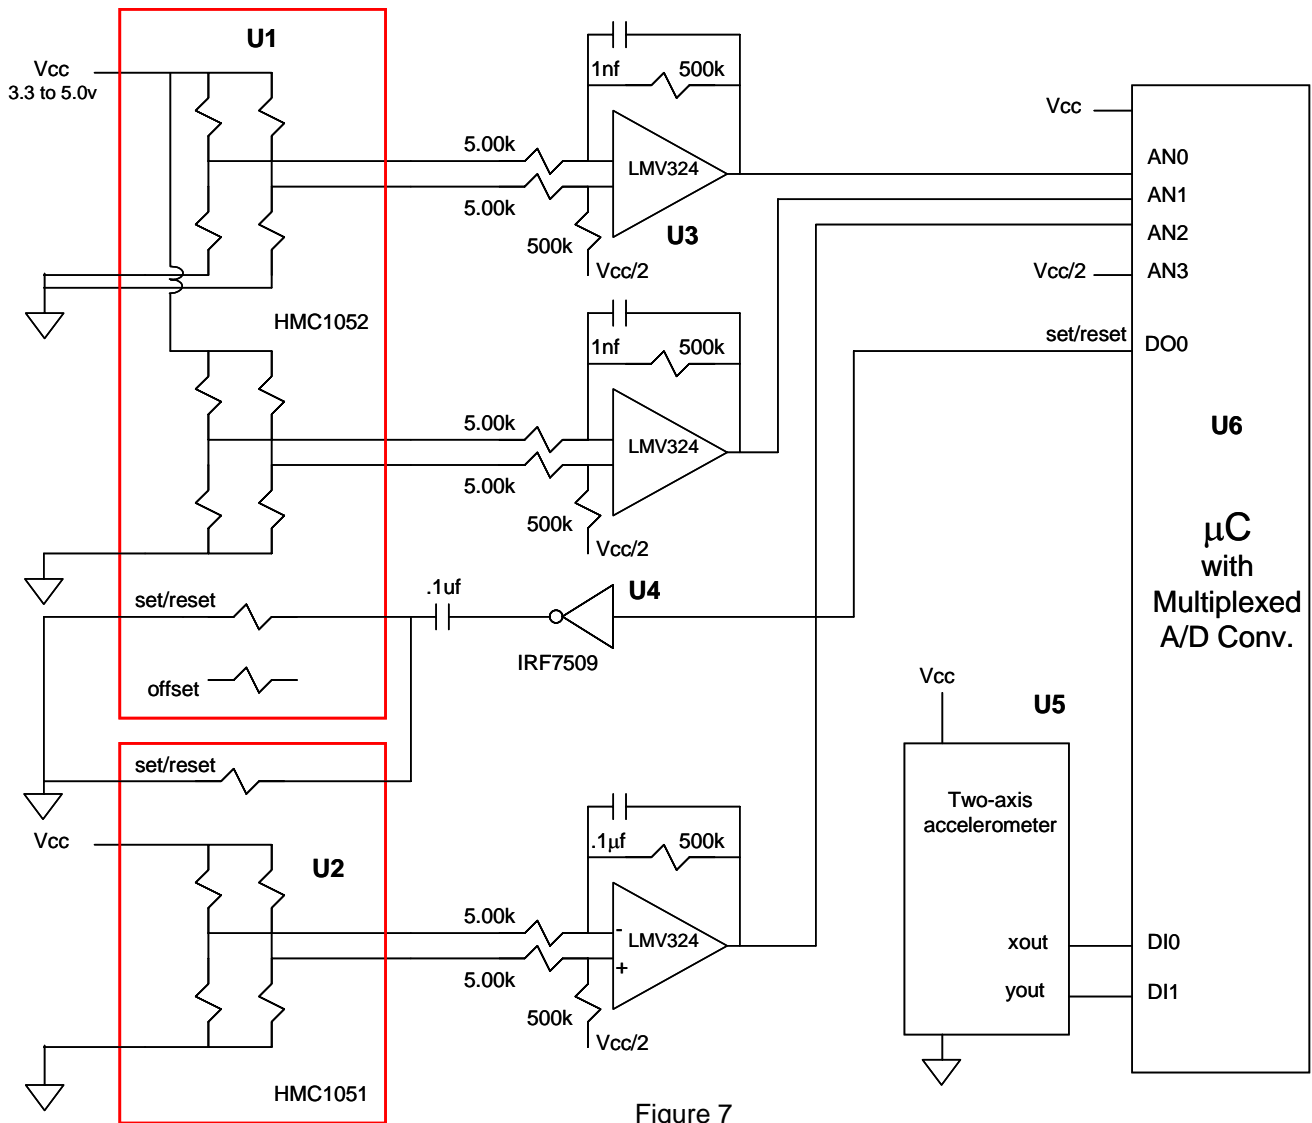 U1
Vcc
3.3 to 5.0v
1nf
500k
5.00k
LMV324
5.00k
U3
500k
Vcc/2
HMC1052
1nf
500k
5.00k
LMV324
5.00k
500k
Vcc/2
set/reset
.1uf
U4
IRF7509
offset
set/reset
Vcc
U2
.1µf
500k
5.00k
-
LMV324
+
5.00k
500k
Vcc/2
HMC1051
Vcc
AN0
AN1
AN2
Vcc/2
AN3
set/reset
DO0
U6
µC
with
Multiplexed
A/D Conv.
Vcc
U5
Two-axis
accelerometer
xout
DI0
yout
DI1
Figure 7